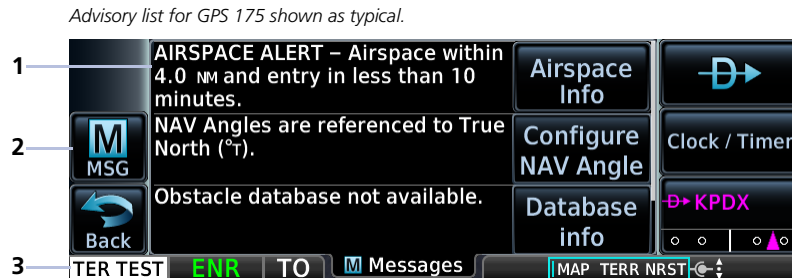 Advisory list for GPS 175 shown as typical.
1
AIRSPACE ALERT – Airspace within
4.0 NM and entry in less than 10
minutes.
Airspace
Info
D
2
M
MSG
NAV Angles are referenced to True
North (°T).
Configure
NAV Angle
Clock / Timer
Back
Obstacle database not available.
Database
info
D KPDX
3
TER TEST
ENR
TO
M Messages
MAP TERR NRST